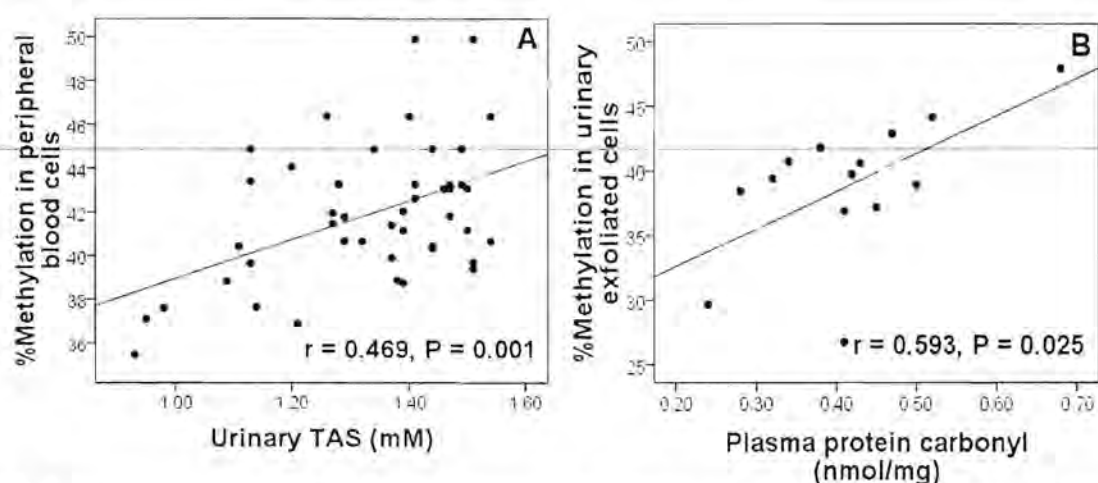 A
%Methylation in peripheral
blood cells
50
48
46
44
42
40
38
36
r = 0.469, P = 0.001
1.00
1.20
1.40
1.60
Urinary TAS (mM)
B
%Methylation in urinary
exfoliated cells
50
45
40
35
30
25
r = 0.593, P = 0.025
0.20
0.30
0.40
0.50
0.60
0.70
Plasma protein carbonyl
(nmol/mg)